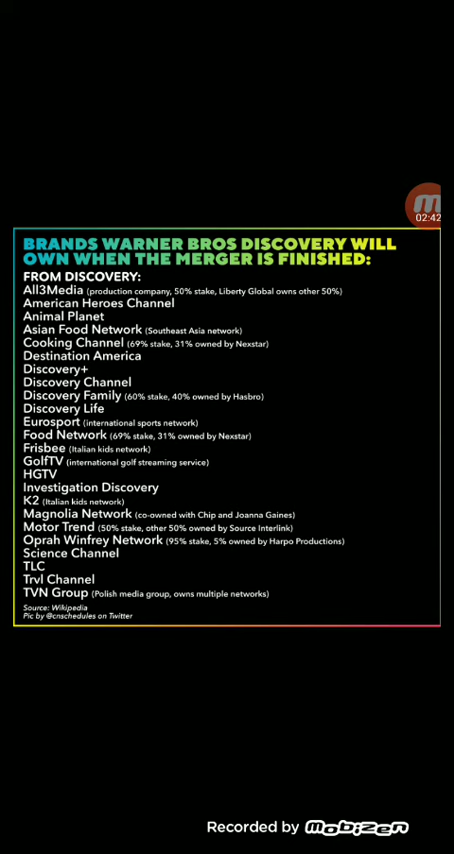 02:42
BRANDS WARNER BROS DISCOVERY WILL
OWN WHEN THE MERGER IS FINISHED:
FROM DISCOVERY:
All3Media (production company, 50% stake, Liberty Global owns other 50%)
American Heroes Channel
Animal Planet
Asian Food Network (Southeast Asia network)
Cooking Channel (69% stake, 31% owned by Nexstar)
Destination America
Discovery+
Discovery Channel
Discovery Family (60% stake, 40% owned by Hasbro)
Discovery Life
Eurosport (international sports network)
Food Network (69% stake, 31% owned by Nexstar)
Frisbee (Italian kids network)
GolfTV (international golf streaming service)
HGTV
Investigation Discovery
K2 (Italian kids network)
Magnolia Network (co-owned with Chip and Joanna Gaines)
Motor Trend (50% stake, other 50% owned by Source Interlink)
Oprah Winfrey Network (95% stake, 5% owned by Harpo Productions)
Science Channel
TLC
Trvl Channel
TVN Group (Polish media group, owns multiple networks)
Source: Wikipedia
Pic by @cnschedules on Twitter
Recorded by mobizen